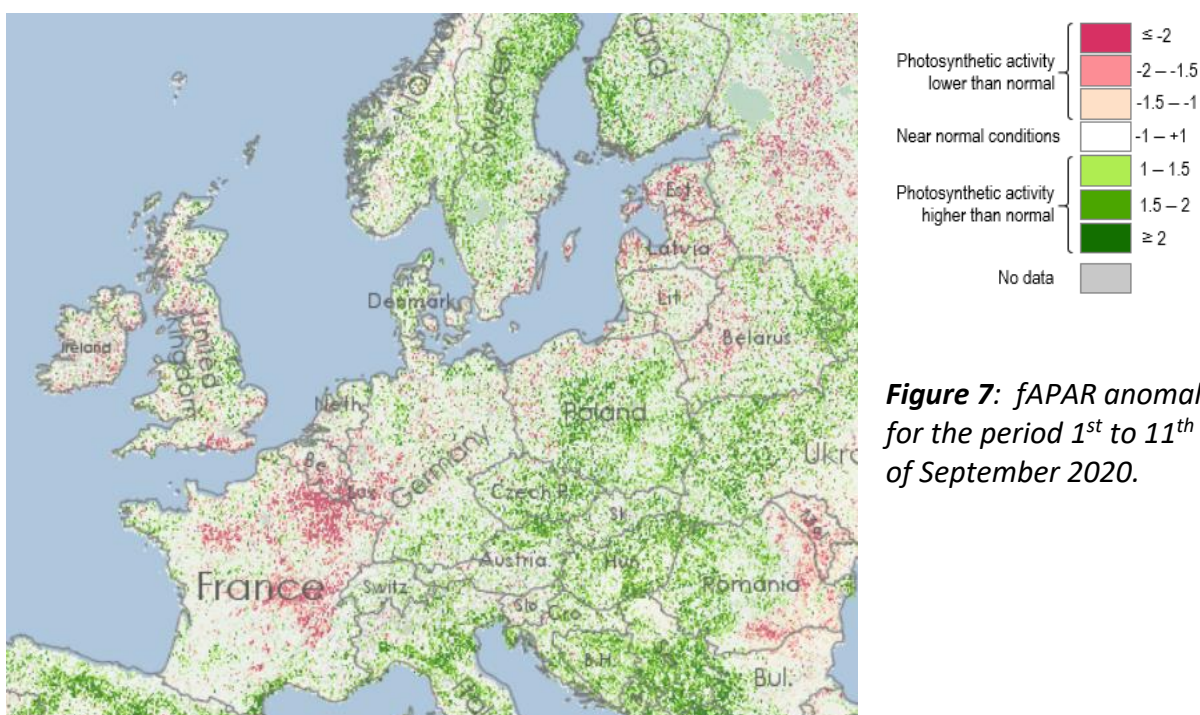 Norway
Sweden
Est.
Latvia
Lit.
Denmark
Belarus
Ireland
United
Kingdom
Neth.
Poland
Be.
Lux.
Germany
Czech R.
Ukr
Sk.
Austria
Hun.
Mo.
France
Switz.
Slo.
Cro.
Romania
B.H.
Bul.
Photosynthetic activity
lower than normal
≤ -2
-2 – -1.5
-1.5 – -1
Near normal conditions
-1 – +1
Photosynthetic activity
higher than normal
1 – 1.5
1.5 – 2
≥ 2
No data
Figure 7: fAPAR anomal
for the period 1st to 11th
of September 2020.